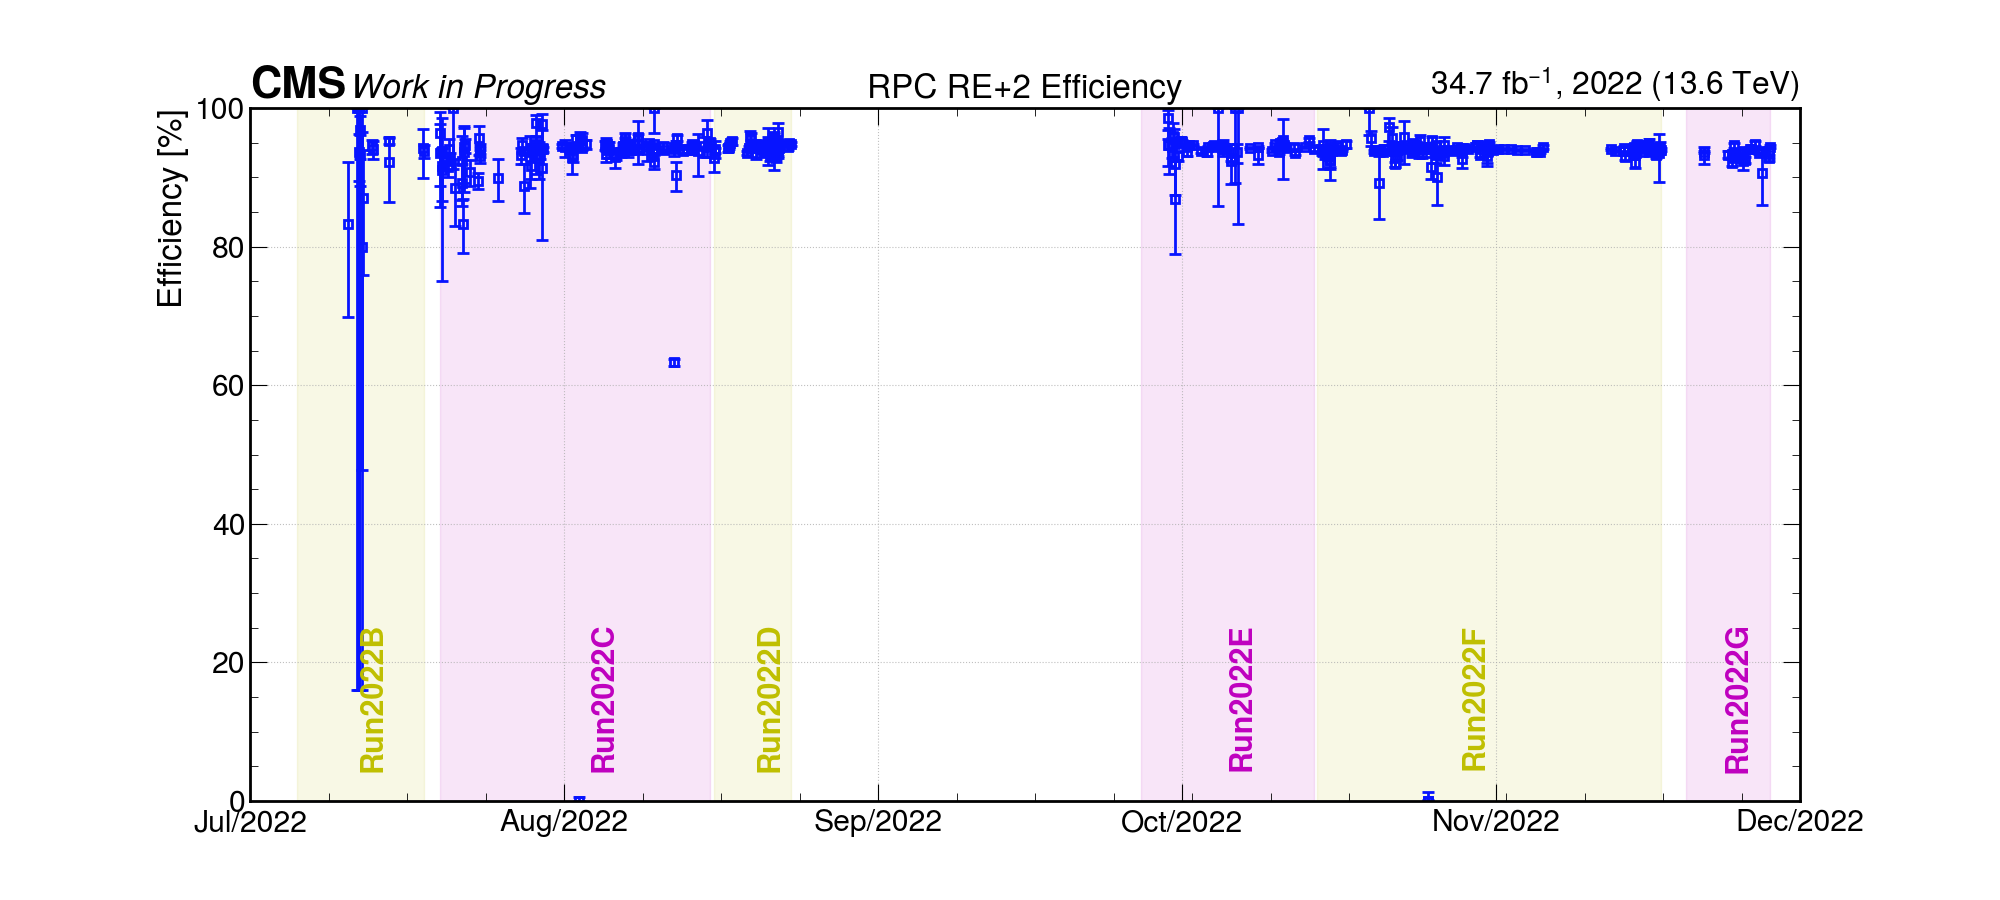 CMS Work in Progress RPC RE+2 Efficiency 34.7 fb⁻¹, 2022 (13.6 TeV)
Efficiency [%]
100
80
60
40
20
0
Run2022B
Run2022C
Run2022D
Run2022E
Run2022F
Run2022G
Jul/2022 Aug/2022 Sep/2022 Oct/2022 Nov/2022 Dec/2022